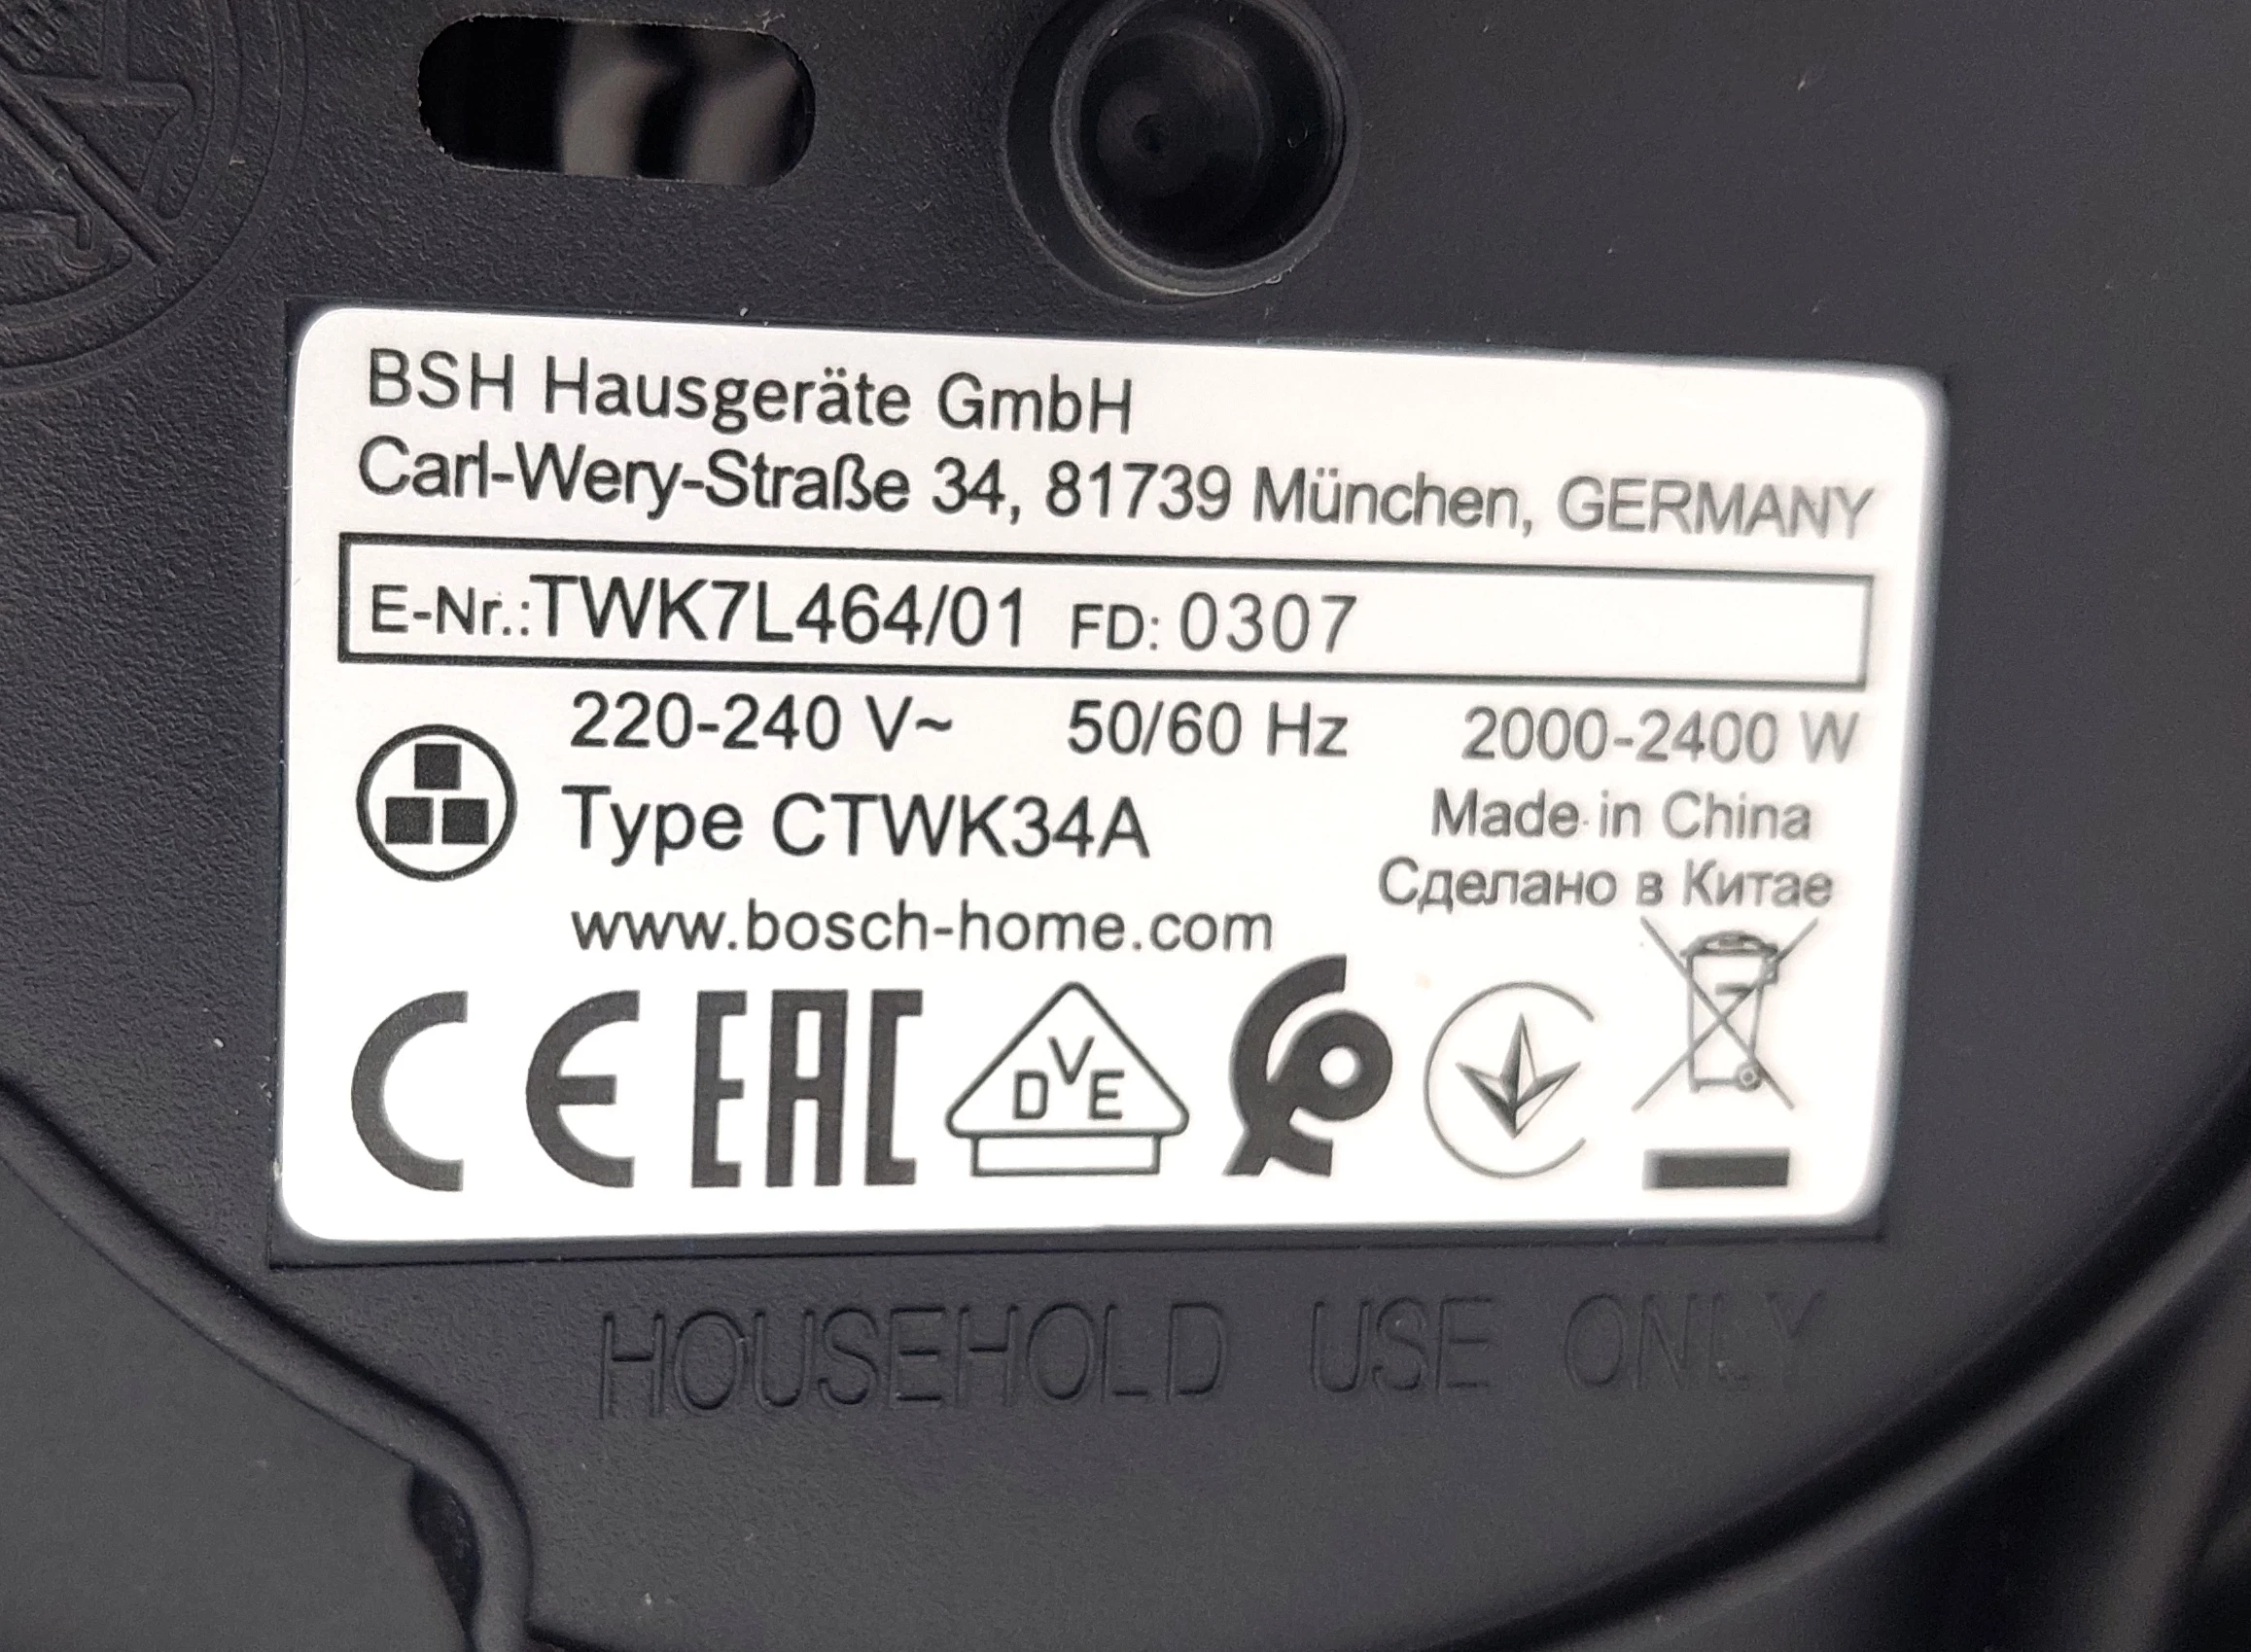 BSH Hausgeräte GmbH
Carl-Wery-Straße 34, 81739 München, GERMANY
E-Nr.:TWK7L464/01 FD: 0307
220-240 V~ 50/60 Hz 2000-2400 W
Type CTWK34A
Made in China
Сделано в Китае
www.bosch-home.com
CE EAC DVE
HOUSEHOLD USE ONLY